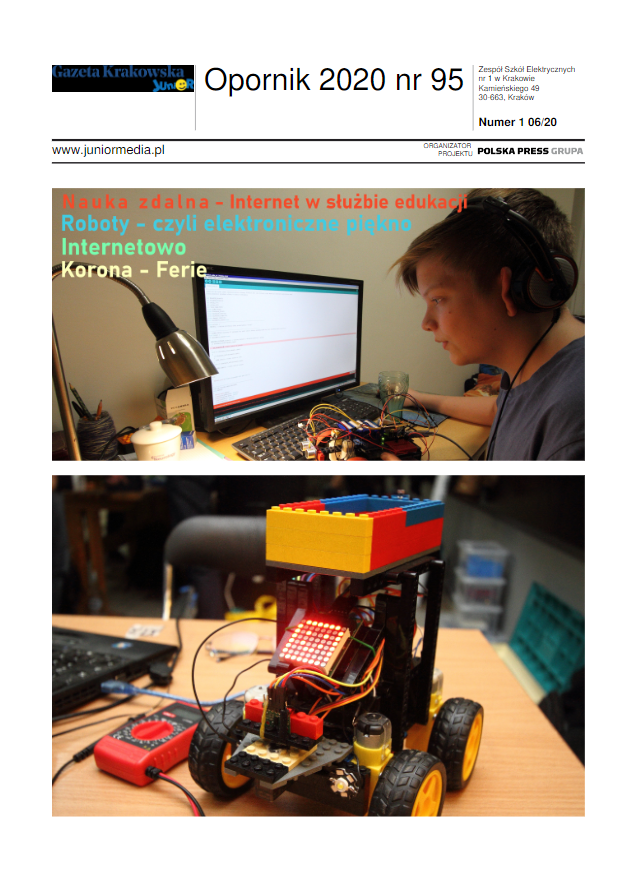 Gazeta Krakowska
JUNIOR
Opornik 2020 nr 95
Zespół Szkół Elektrycznych
nr 1 w Krakowie
Kamieńskiego 49
30-663, Kraków
Numer 1 06/20
www.juniormedia.pl
ORGANIZATOR
PROJEKTU
POLSKA PRESS GRUPA
Nauka zdalna - Internet w służbie edukacji
Roboty - czyli elektroniczne piękno
Internetowo
Korona - Ferie